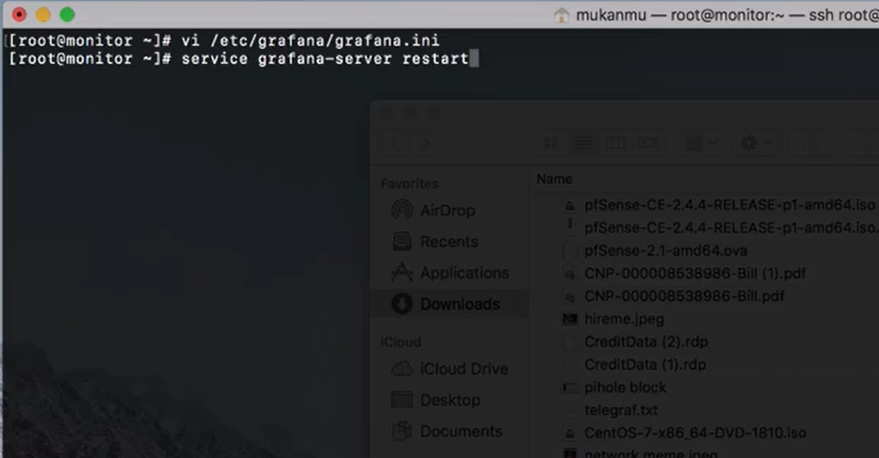 mukanmu — root@monitor:~ — ssh root@
[root@monitor ~]# vi /etc/grafana/grafana.ini
[root@monitor ~]# service grafana-server restart
Favorites
AirDrop
Recents
Applications
Downloads
iCloud
iCloud Drive
Desktop
Documents
Name
pfSense-CE-2.4.4-RELEASE-p1-amd64.iso
pfSense-CE-2.4.4-RELEASE-p1-amd64.iso.
pfSense-2.1-amd64.ova
CNP-000008538986-Bill (1).pdf
CNP-000008538986-Bill.pdf
hireme.jpeg
CreditData (2).rdp
CreditData (1).rdp
pihole block
telegraf.txt
CentOS-7-x86_64-DVD-1810.iso
network meme.jpeg